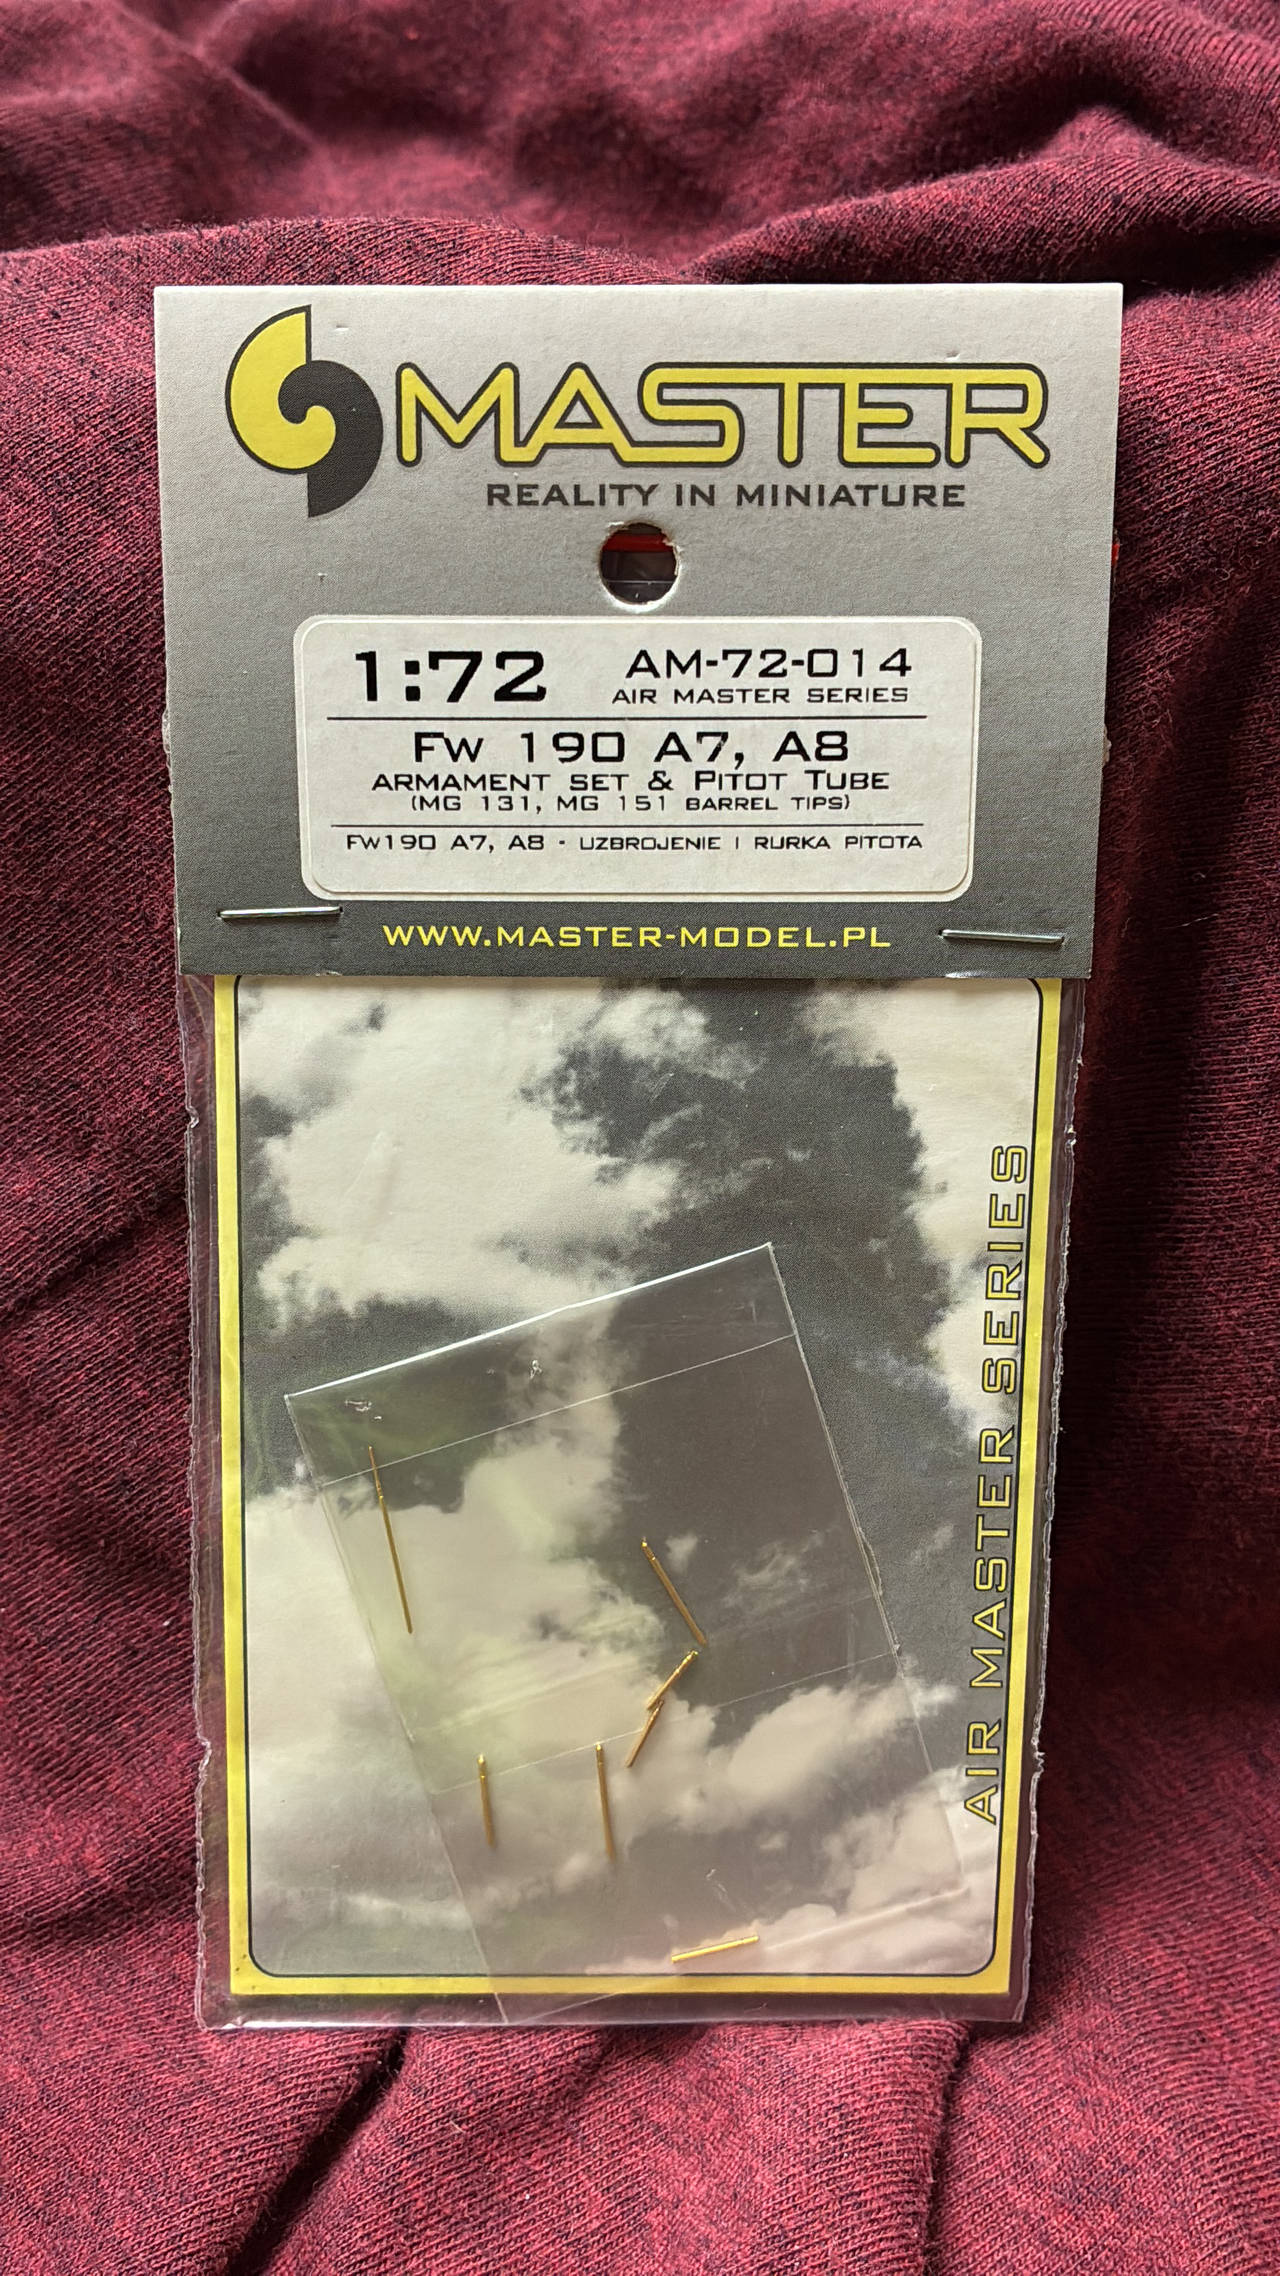 MASTER
REALITY IN MINIATURE
1:72
AM-72-014
AIR MASTER SERIES
FW 190 A7, A8
ARMAMENT SET & PITOT TUBE
(MG 131, MG 151 BARREL TIPS)
FW190 A7, A8 - UZBROJENIE I RURKA PITOTA
WWW.MASTER-MODEL.PL
AIR MASTER SERIES